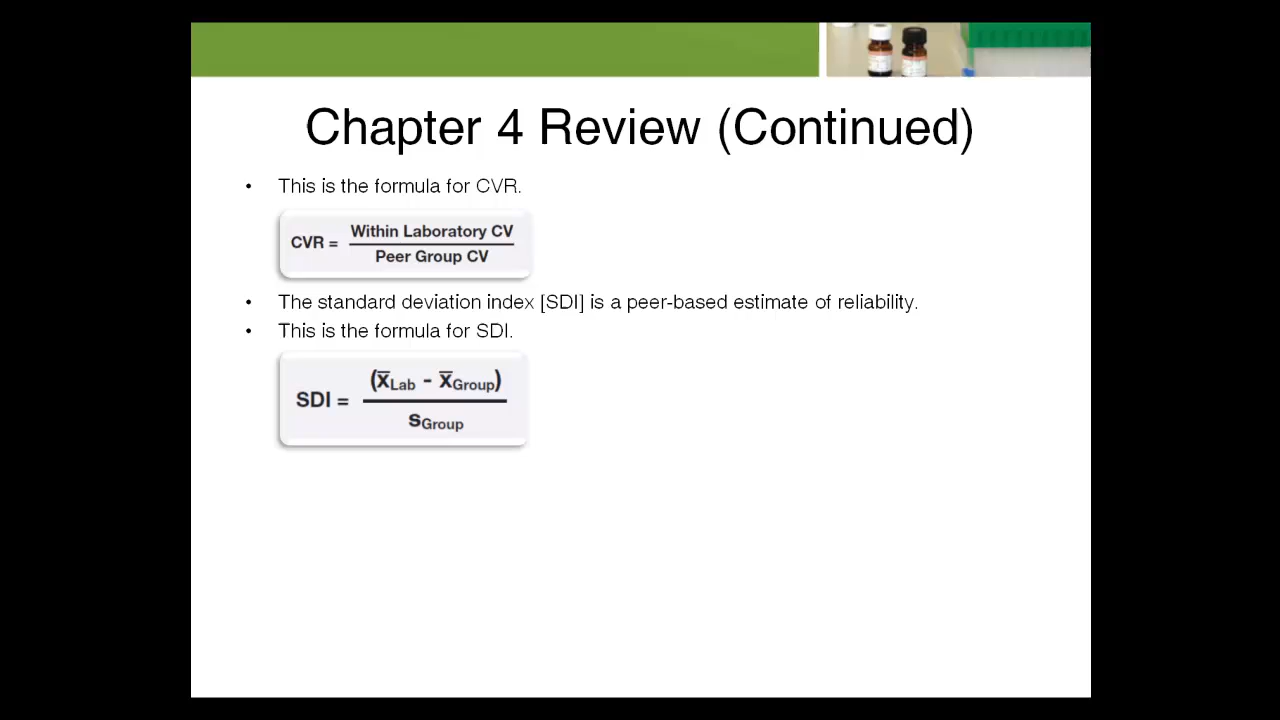 Chapter 4 Review (Continued)
• This is the formula for CVR.
CVR = Within Laboratory CV
Peer Group CV
• The standard deviation index [SDI] is a peer-based estimate of reliability.
• This is the formula for SDI.
SDI = (x̅Lab - x̅Group)
sGroup